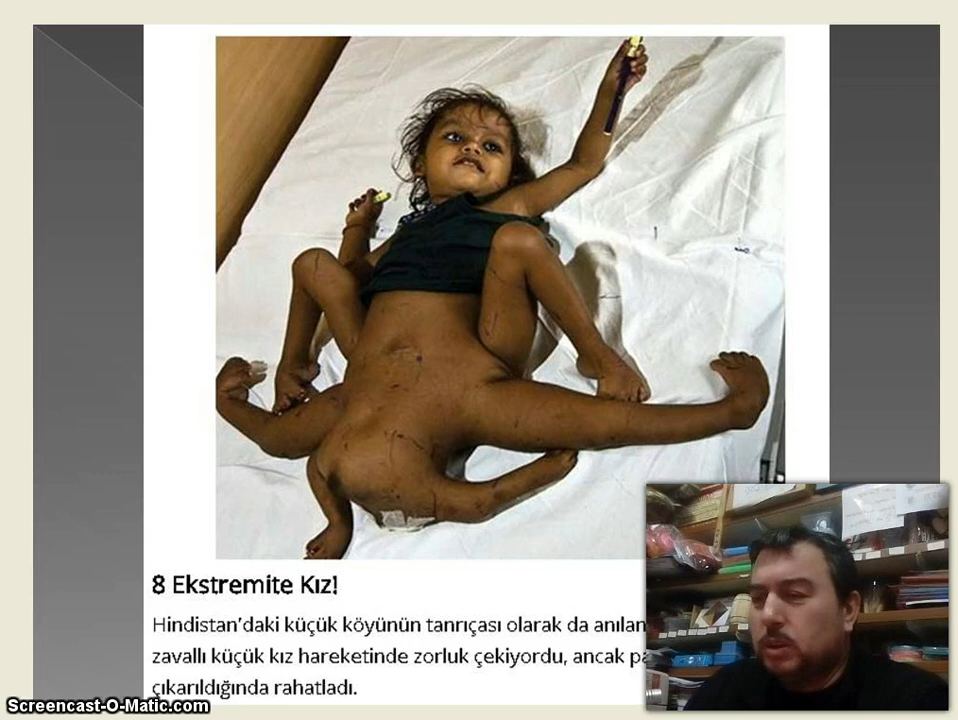 8 Ekstremite Kız!
Hindistan'daki küçük köyünün tanrıçası olarak da anılan
zavallı küçük kız hareketinde zorluk çekiyordu, ancak
çıkarıldığında rahatladı.
Screencast-O-Matic.com